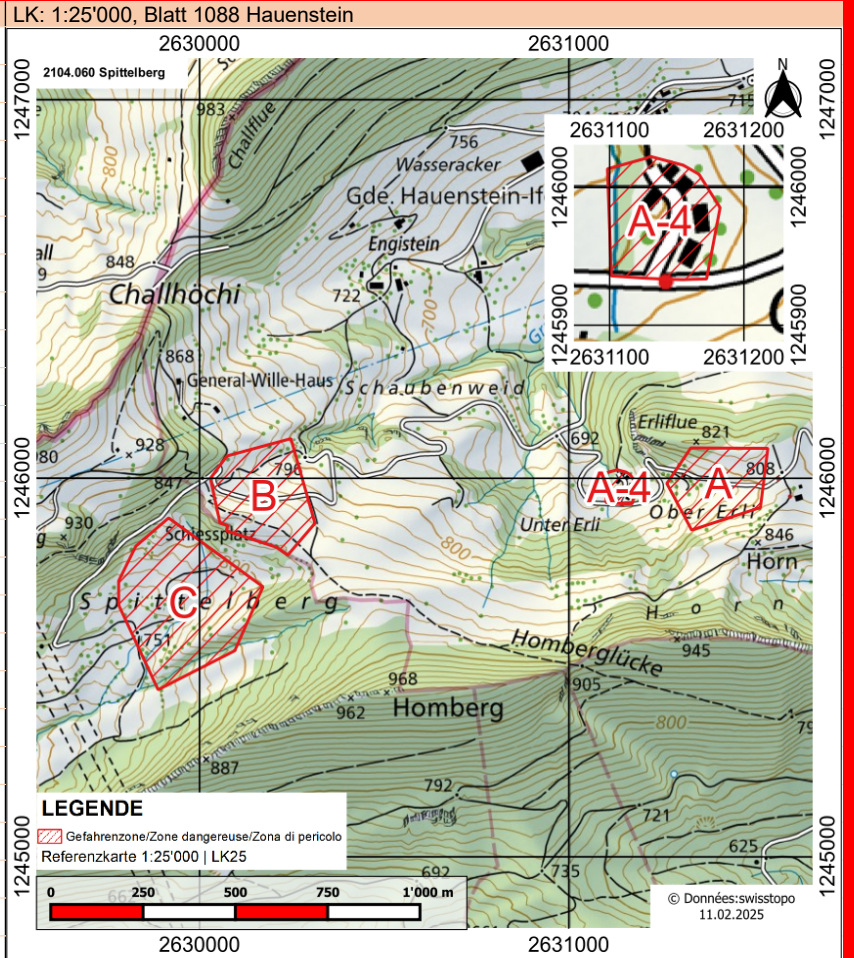 LK: 1:25'000, Blatt 1088 Hauenstein
2630000 2631000
2104.060 Spittelberg
N
1247000 1247000
983
Challflue
715
756
Wasseracker
800
Gde. Hauenstein-If
Engistein
848
Challhöchi
722
700
2631100 2631200
1246000 1246000
A-4
1245900 1245900
2631100 2631200
868
General-Wille-Haus
Schaubenweid
928
692
Erliflue
821
796
808
847
1246000 1246000
B
A-4
A
Ober Erli
930
Schiessplatz
Unter Erli
800
846
Horn
C
Spittelberg
Horn
751
Homberglücke
945
968
905
962
Homberg
800
887
792
721
625
LEGENDE
Gefahrenzone/Zone dangereuse/Zona di pericolo
Referenzkarte 1:25'000 | LK25
1245000 1245000
692
735
0 250 500 750 1'000 m
662
© Données:swisstopo
11.02.2025
2630000 2631000